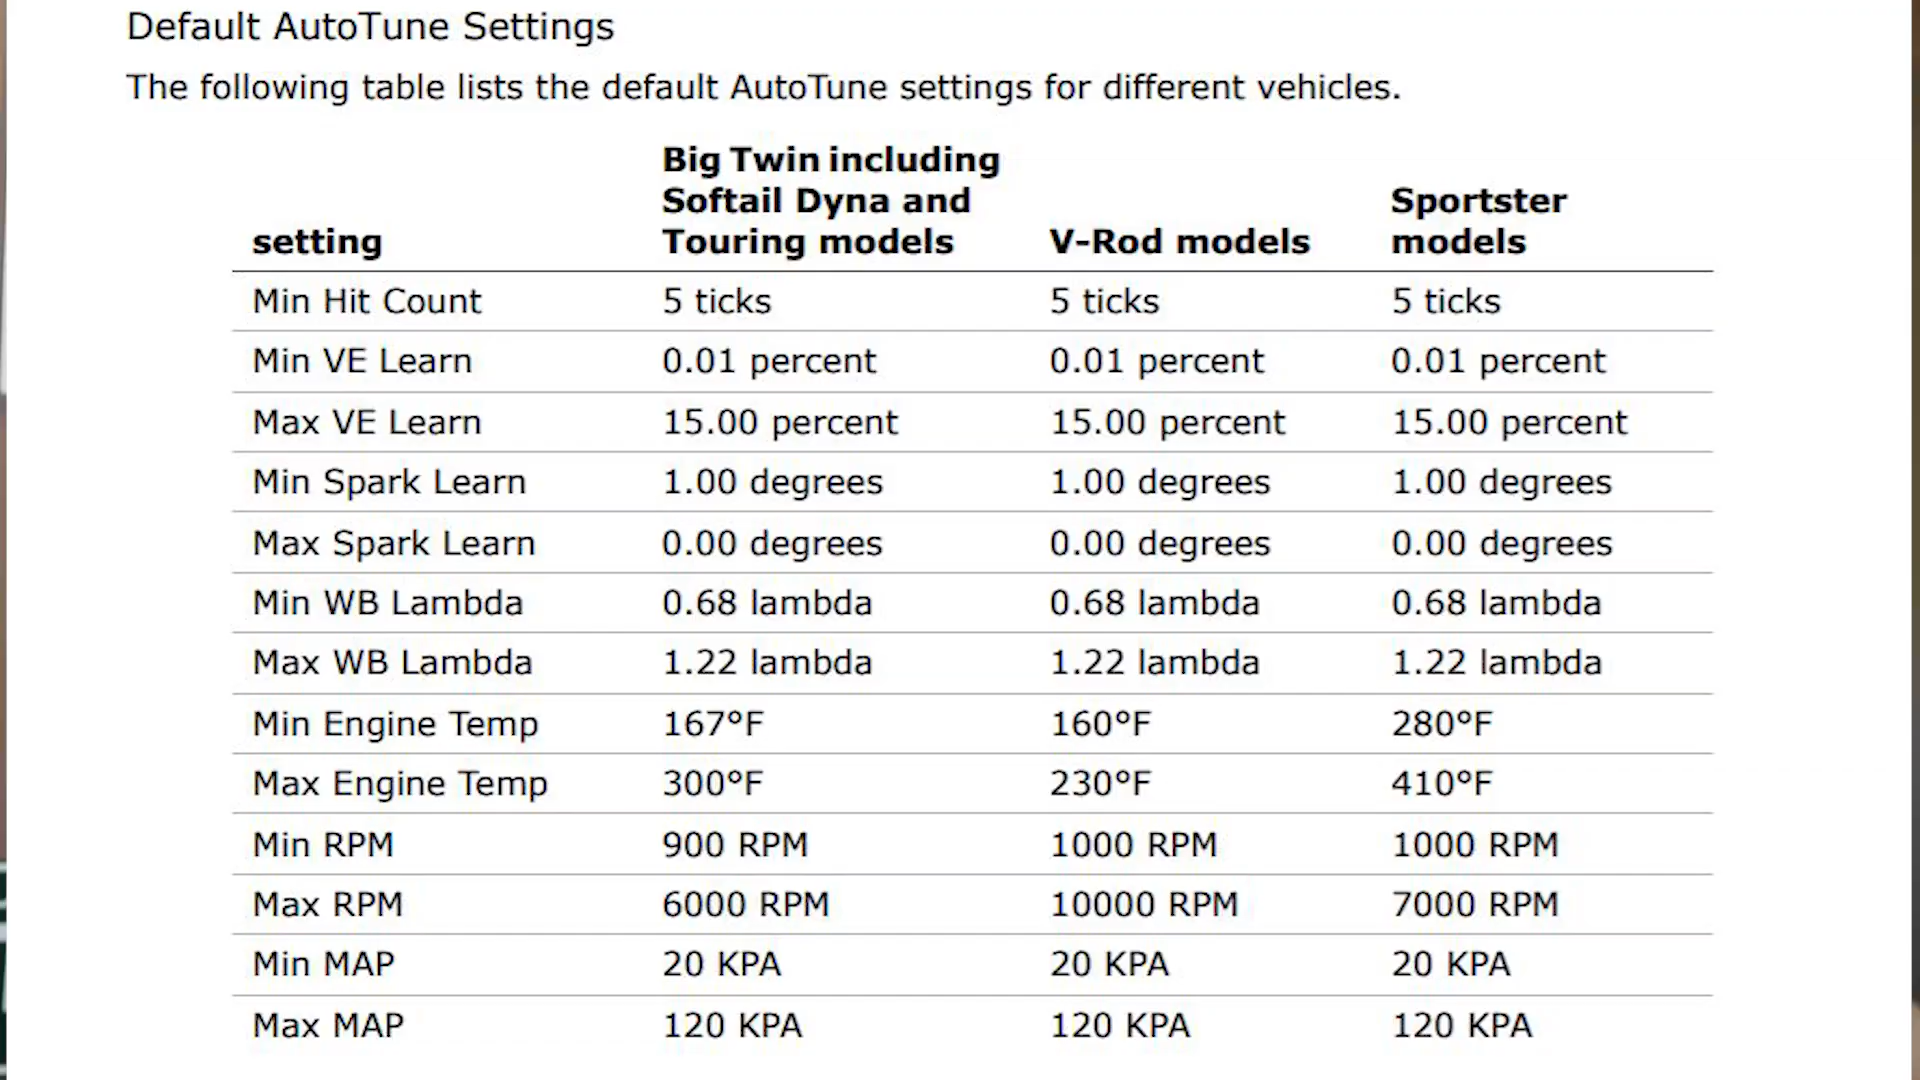 Default AutoTune Settings
The following table lists the default AutoTune settings for different vehicles.
setting Big Twin including Softail Dyna and Touring models V-Rod models Sportster models
Min Hit Count 5 ticks 5 ticks 5 ticks
Min VE Learn 0.01 percent 0.01 percent 0.01 percent
Max VE Learn 15.00 percent 15.00 percent 15.00 percent
Min Spark Learn 1.00 degrees 1.00 degrees 1.00 degrees
Max Spark Learn 0.00 degrees 0.00 degrees 0.00 degrees
Min WB Lambda 0.68 lambda 0.68 lambda 0.68 lambda
Max WB Lambda 1.22 lambda 1.22 lambda 1.22 lambda
Min Engine Temp 167°F 160°F 280°F
Max Engine Temp 300°F 230°F 410°F
Min RPM 900 RPM 1000 RPM 1000 RPM
Max RPM 6000 RPM 10000 RPM 7000 RPM
Min MAP 20 KPA 20 KPA 20 KPA
Max MAP 120 KPA 120 KPA 120 KPA